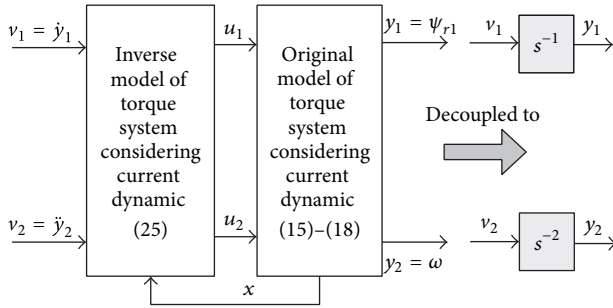 v₁ = ẏ₁
Inverse
model of
torque
system
considering
current
dynamic
(25)
v₂ = ÿ₂
u₁
u₂
Original
model of
torque
system
considering
current
dynamic
(15)–(18)
y₁ = ψᵣ₁
y₂ = ω
x
Decoupled to
v₁
s⁻¹
y₁
v₂
s⁻²
y₂